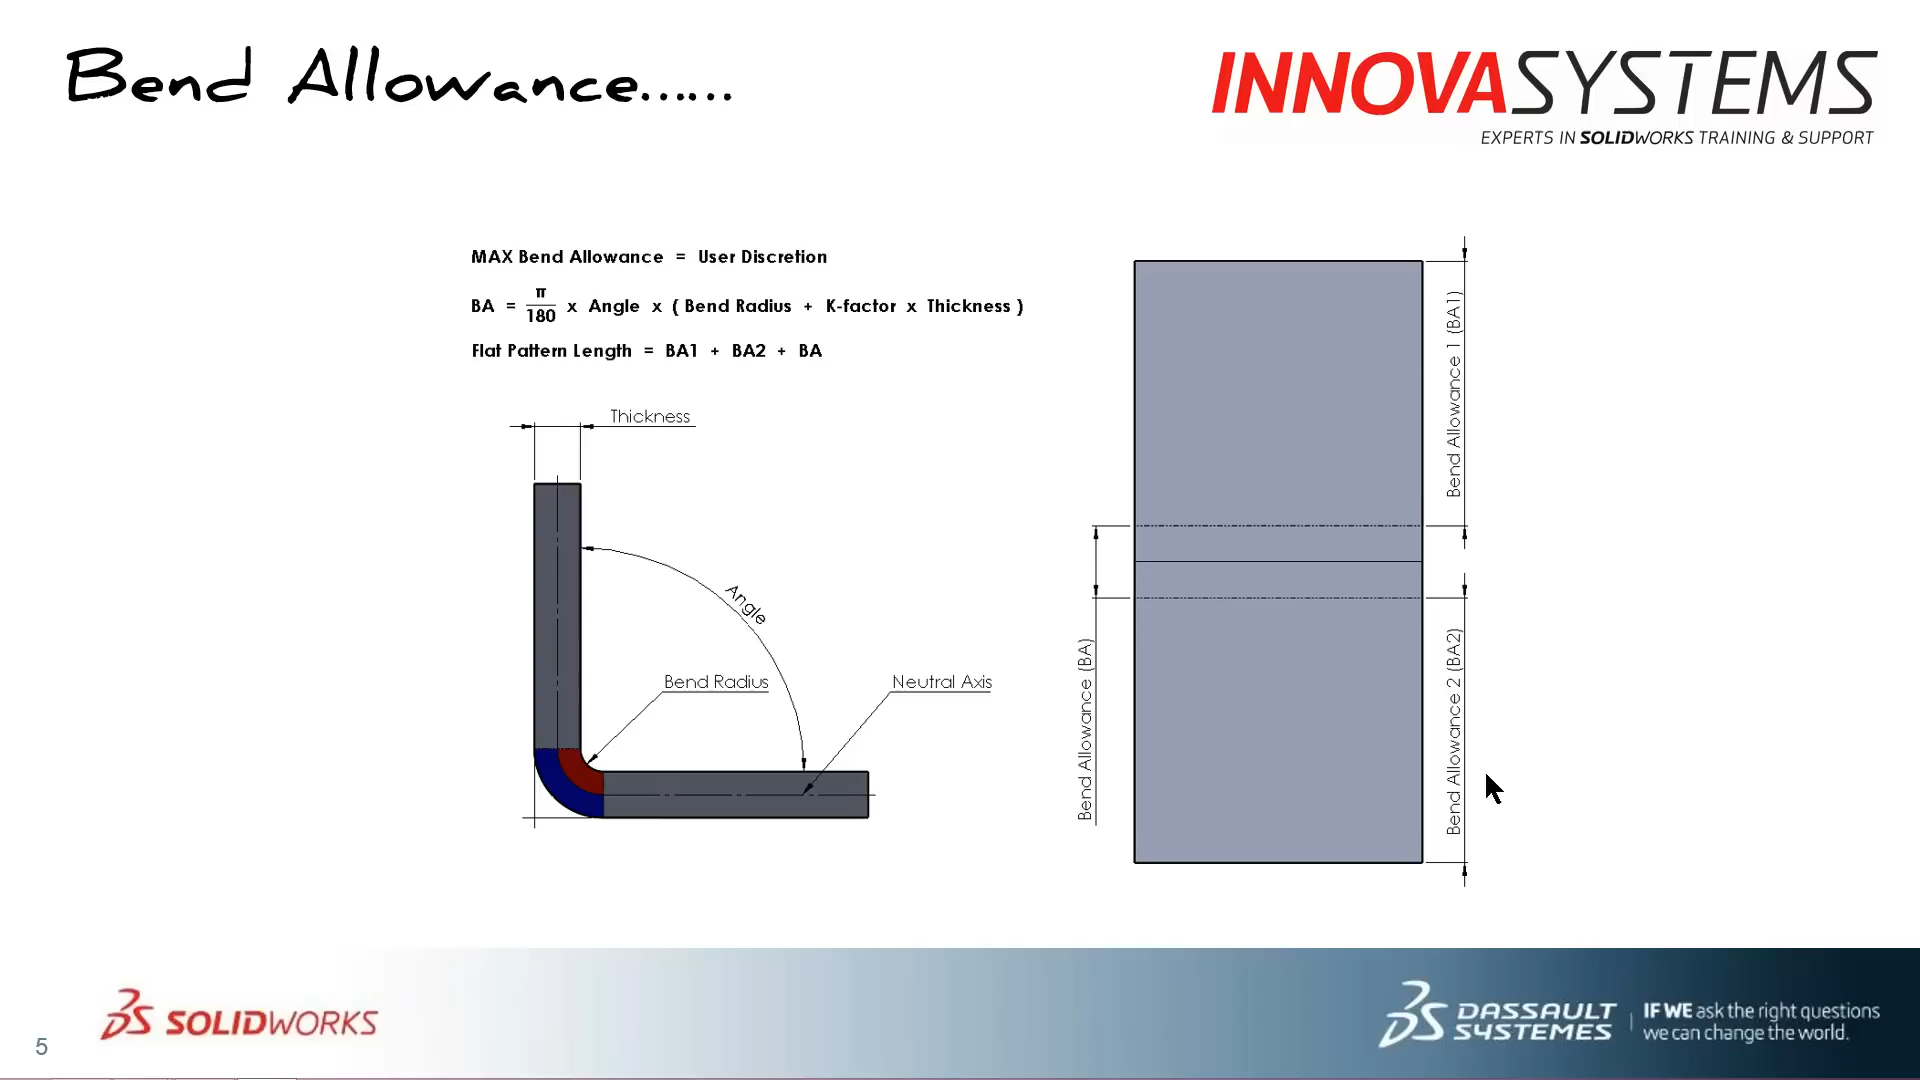 Bend Allowance......
INNOVASYSTEMS
EXPERTS IN SOLIDWORKS TRAINING & SUPPORT
MAX Bend Allowance = User Discretion
BA = π/180 x Angle x ( Bend Radius + K-factor x Thickness )
Flat Pattern Length = BA1 + BA2 + BA
Thickness
Angle
Bend Radius
Neutral Axis
Bend Allowance (BA)
Bend Allowance 1 (BA1)
Bend Allowance 2 (BA2)
5
SOLIDWORKS
DASSAULT
SYSTEMES
IF WE ask the right questions
we can change the world.